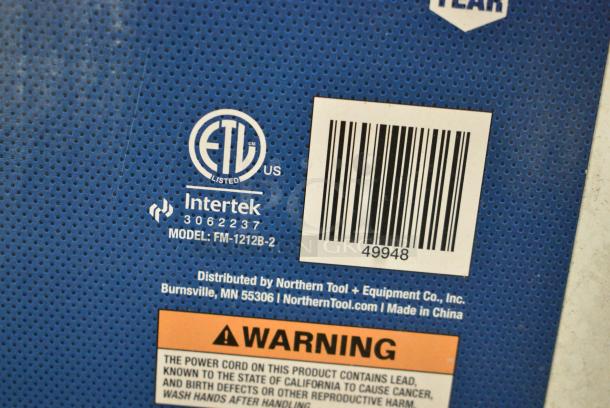 YEAR
ETL
CM
LISTED
US
Intertek
3062237
MODEL: FM-1212B-2
49948
Distributed by Northern Tool + Equipment Co., Inc.
Burnsville, MN 55306 | NorthernTool.com | Made in China
WARNING
THE POWER CORD ON THIS PRODUCT CONTAINS LEAD,
KNOWN TO THE STATE OF CALIFORNIA TO CAUSE CANCER,
AND BIRTH DEFECTS OR OTHER REPRODUCTIVE HARM.
WASH HANDS AFTER HANDLING